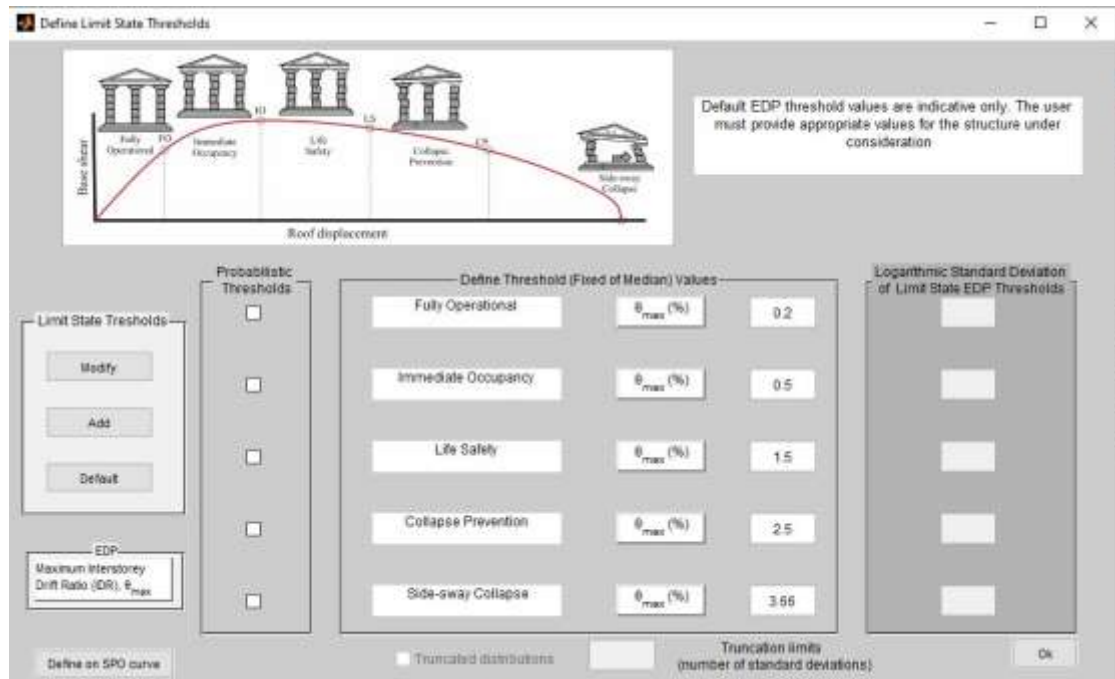 Define Limit State Thresholds
Base shear
Fully
Operational
FO
Immediate
Occupancy
IO
Life
Safety
LS
Collapse
Prevention
Side-sway
Collapse
Roof displacement
Default EDP threshold values are indicative only. The user
must provide appropriate values for the structure under
consideration
Limit State Tresholds
Modify
Add
Default
EDP
Maximum Interstorey
Drift Ratio (IDR), θmax
Define on SPO curve
Probabilistic
Thresholds
Define Threshold (Fixed of Median) Values
Fully Operational θmax (%) 0.2
Immediate Occupancy θmax (%) 0.5
Life Safety θmax (%) 1.5
Collapse Prevention θmax (%) 2.5
Side-sway Collapse θmax (%) 3.66
Logarithmic Standard Deviation
of Limit State EDP Thresholds
Truncated distributions
Truncation limits
(number of standard deviations)
Ok